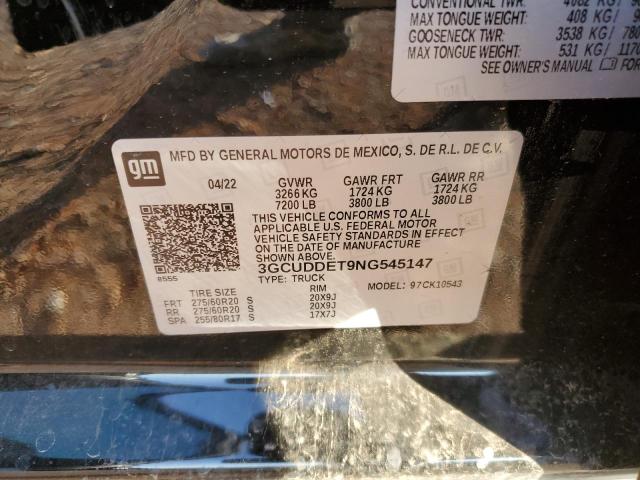 CONVENTIONAL TWR: 4082 KG/
MAX TONGUE WEIGHT: 408 KG /
GOOSENECK TWR: 3538 KG/ 780
MAX TONGUE WEIGHT: 531 KG/ 1170
SEE OWNER'S MANUAL FOR
gm
MFD BY GENERAL MOTORS DE MEXICO, S. DE R.L. DE C.V.
04/22 GVWR GAWR FRT GAWR RR
3266 KG 1724 KG 1724 KG
7200 LB 3800 LB 3800 LB
THIS VEHICLE CONFORMS TO ALL
APPLICABLE U.S. FEDERAL MOTOR
VEHICLE SAFETY STANDARDS IN
EFFECT ON THE DATE OF
MANUFACTURE SHOWN ABOVE.
3GCUDDET9NG545147
8555
TYPE: TRUCK MODEL: 97CK10543
TIRE SIZE RIM
FRT 275/60R20 S 20X9J
RR 275/60R20 S 20X9J
SPA 255/80R17 S 17X7J